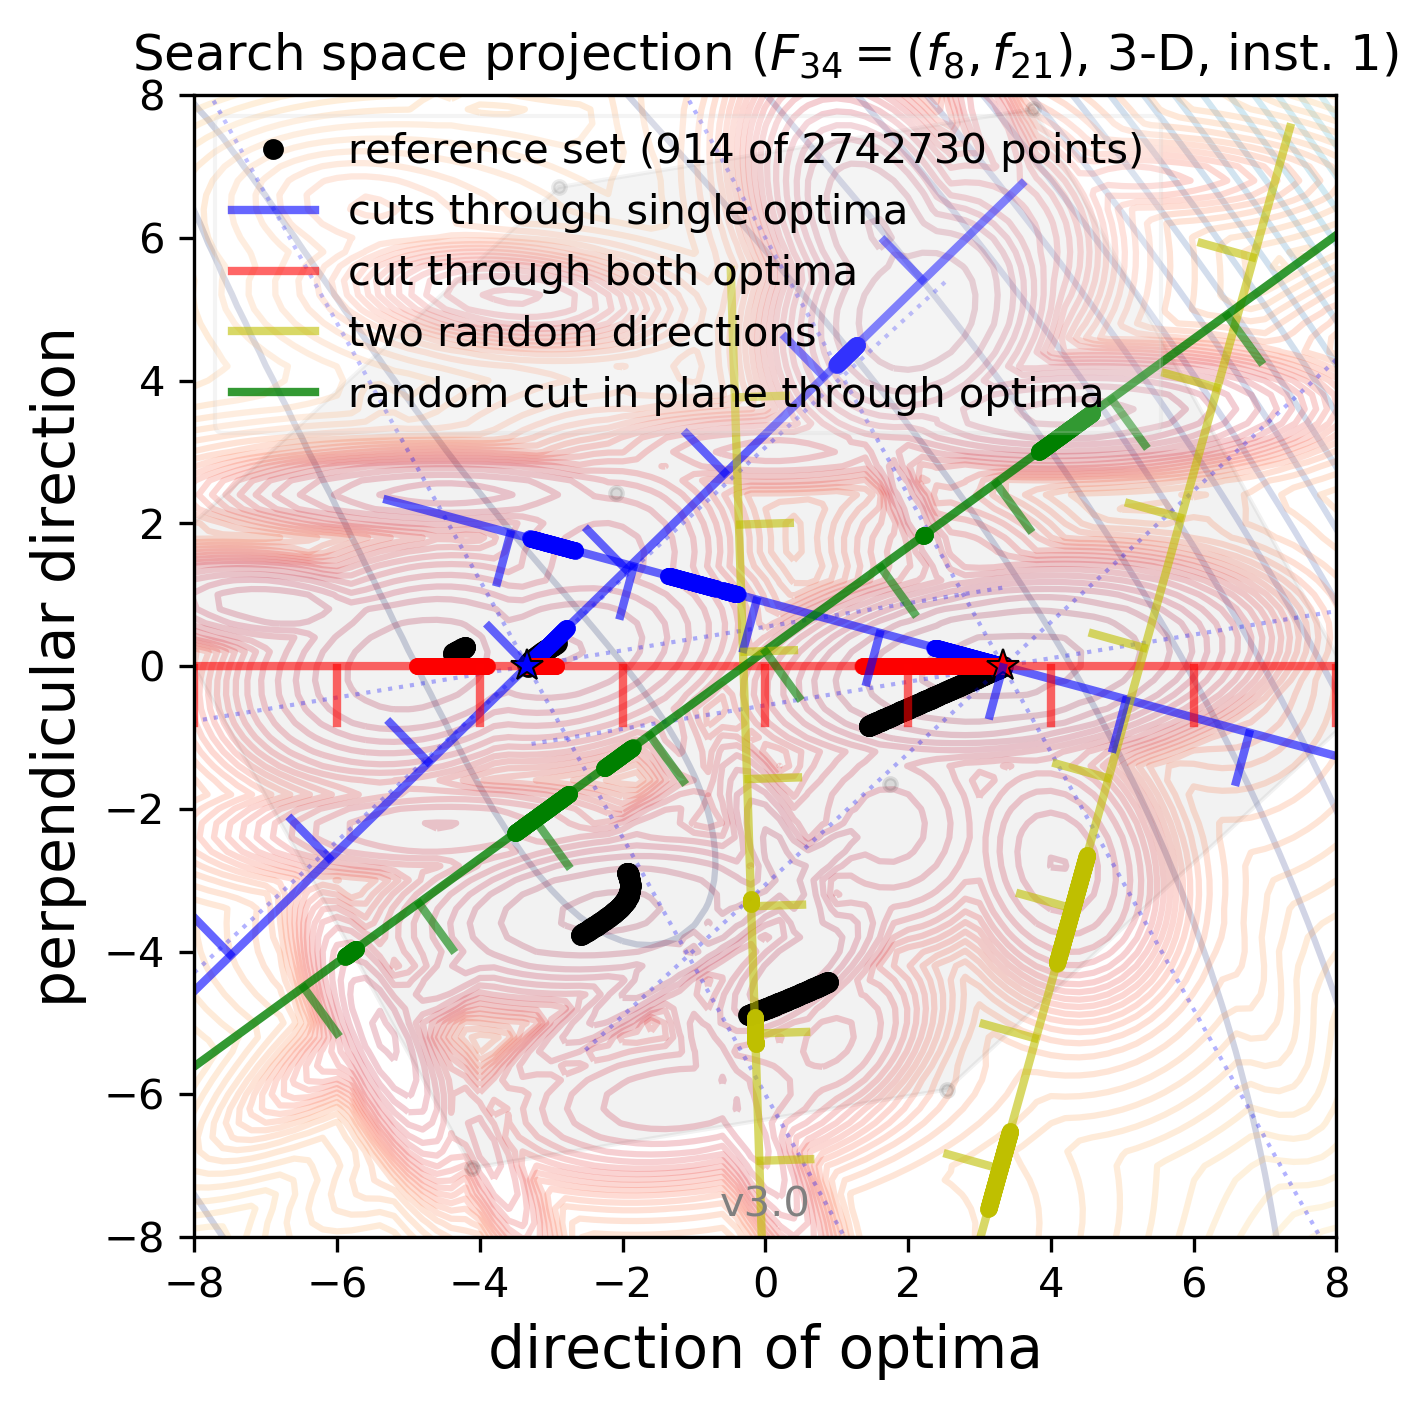 Search space projection (F34 = (f8, f21), 3-D, inst. 1)
reference set (914 of 2742730 points)
cuts through single optima
cut through both optima
two random directions
random cut in plane through optima
perpendicular direction
8
6
4
2
0
−2
−4
−6
−8
v3.0
−8 −6 −4 −2 0 2 4 6 8
direction of optima